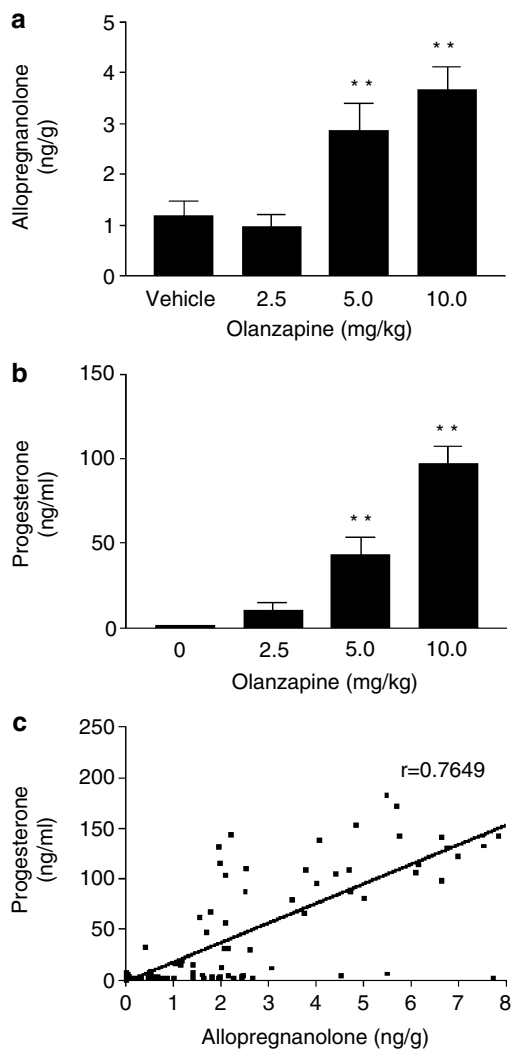 a
Allopregnanolone
(ng/g)
5
4
3
2
1
0
** **
Vehicle 2.5 5.0 10.0
Olanzapine (mg/kg)
b
Progesterone
(ng/ml)
150
100
50
0
** **
0 2.5 5.0 10.0
Olanzapine (mg/kg)
c
Progesterone
(ng/ml)
250
200
150
100
50
0
r=0.7649
0 1 2 3 4 5 6 7 8
Allopregnanolone (ng/g)